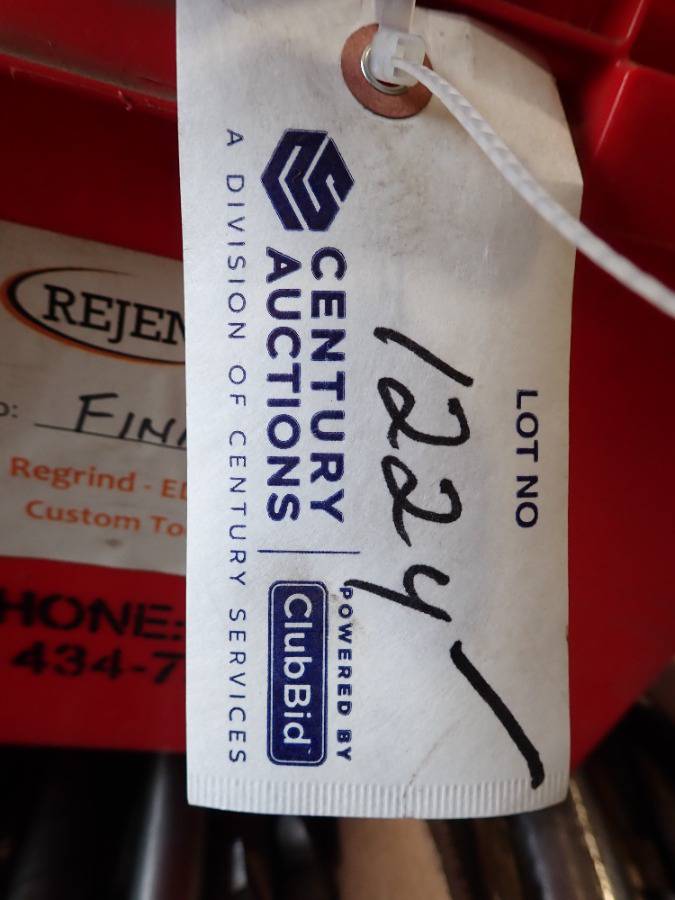 LOT NO
1224
CENTURY
AUCTIONS
POWERED BY
ClubBid
A DIVISION OF CENTURY SERVICES
REJEN
FIN
Regrind - E
Custom To
HONE:
434-7